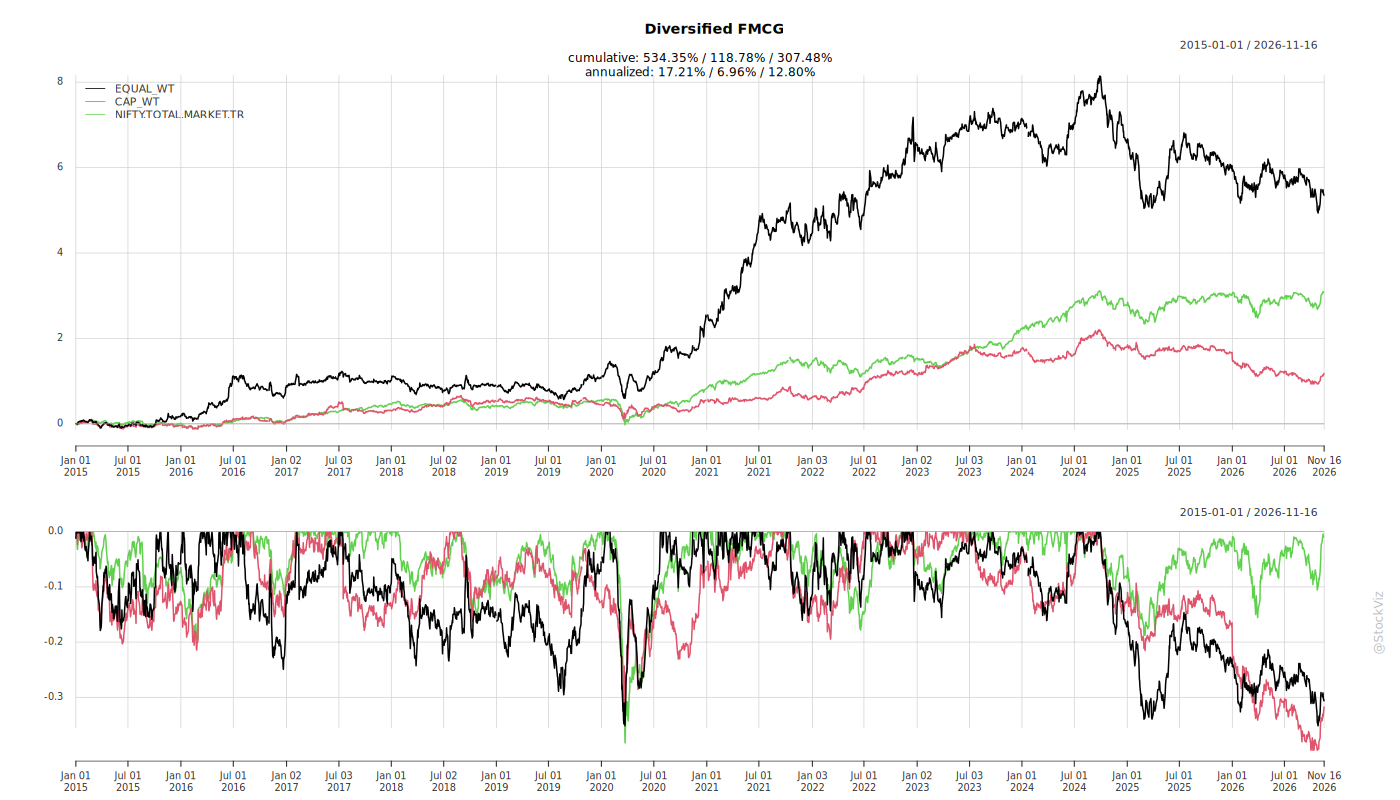 Diversified FMCG
2015-01-01 / 2026-11-16
cumulative: 534.35% / 118.78% / 307.48%
annualized: 17.21% / 6.96% / 12.80%
EQUAL_WT
CAP_WT
NIFTY.TOTAL.MARKET.TR
8
6
4
2
0
Jan 01 Jul 01 Jan 01 Jul 01 Jan 02 Jul 03 Jan 01 Jul 02 Jan 01 Jul 01 Jan 01 Jul 01 Jan 01 Jul 01 Jan 03 Jul 01 Jan 02 Jul 03 Jan 01 Jul 01 Jan 01 Jul 01 Jan 01 Jul 01 Nov 16
2015 2015 2016 2016 2017 2017 2018 2018 2019 2019 2020 2020 2021 2021 2022 2022 2023 2023 2024 2024 2025 2025 2026 2026 2026
2015-01-01 / 2026-11-16
0.0
-0.1
-0.2
-0.3
Jan 01 Jul 01 Jan 01 Jul 01 Jan 02 Jul 03 Jan 01 Jul 02 Jan 01 Jul 01 Jan 01 Jul 01 Jan 01 Jul 01 Jan 03 Jul 01 Jan 02 Jul 03 Jan 01 Jul 01 Jan 01 Jul 01 Jan 01 Jul 01 Nov 16
2015 2015 2016 2016 2017 2017 2018 2018 2019 2019 2020 2020 2021 2021 2022 2022 2023 2023 2024 2024 2025 2025 2026 2026 2026
@StockViz